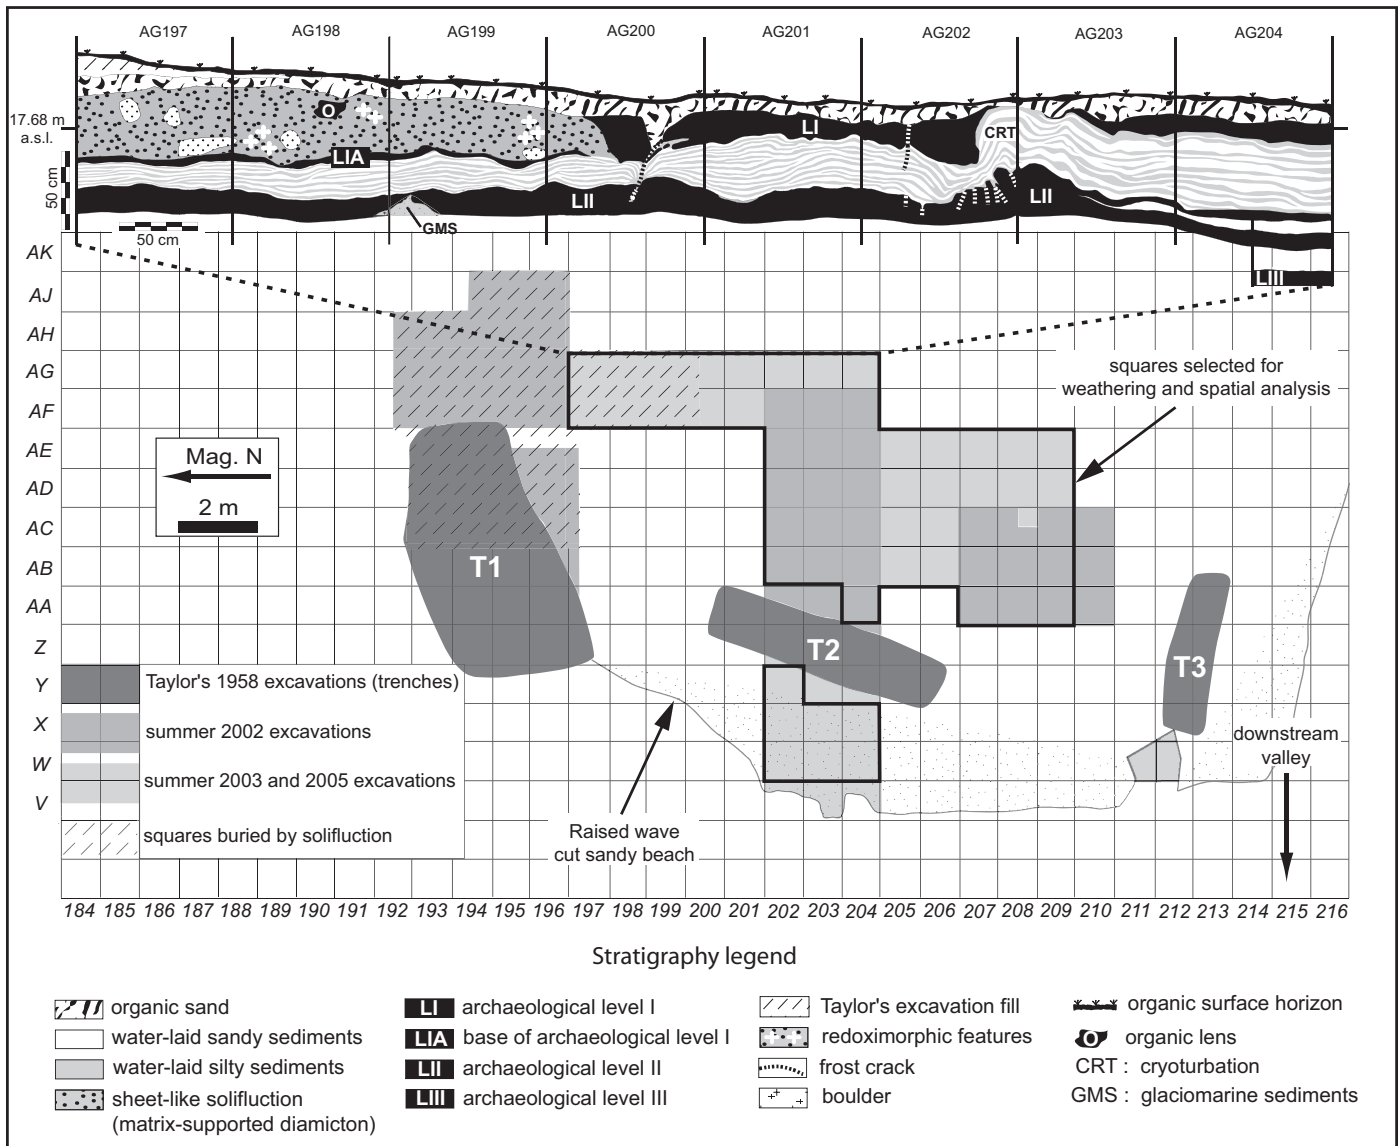 AG197 AG198 AG199 AG200 AG201 AG202 AG203 AG204
17.68 m
a.s.l.
50 cm
O
LIA
LI
CRT
LII
LII
GMS
50 cm
LIII
AK
AJ
AH
AG
AF
AE
AD
AC
AB
AA
Z
Y
X
W
V
squares selected for
weathering and spatial analysis
Mag. N
2 m
T1
T2
T3
Taylor's 1958 excavations (trenches)
summer 2002 excavations
summer 2003 and 2005 excavations
squares buried by solifluction
Raised wave
cut sandy beach
downstream
valley
184 185 186 187 188 189 190 191 192 193 194 195 196 197 198 199 200 201 202 203 204 205 206 207 208 209 210 211 212 213 214 215 216
Stratigraphy legend
organic sand
water-laid sandy sediments
water-laid silty sediments
sheet-like solifluction
(matrix-supported diamicton)
LI archaeological level I
LIA base of archaeological level I
LII archaeological level II
LIII archaeological level III
Taylor's excavation fill
redoximorphic features
frost crack
boulder
organic surface horizon
O organic lens
CRT : cryoturbation
GMS : glaciomarine sediments